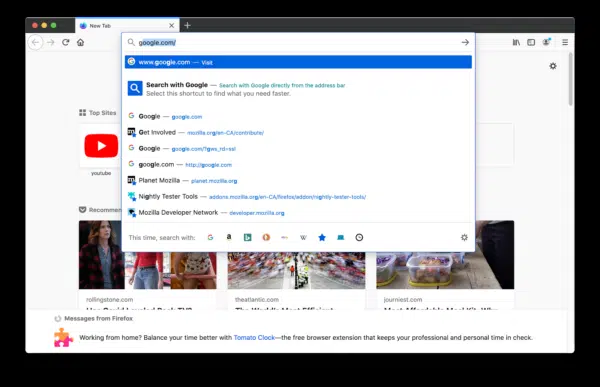 New Tab
google.com/
www.google.com — Visit
Search with Google — Search with Google directly from the address bar
Select this shortcut to find what you need faster.
Google — google.com
Get Involved — mozilla.org/en-CA/contribute/
Google — google.com/?gws_rd=ssl
google.com — http://google.com
Planet Mozilla — planet.mozilla.org
Nightly Tester Tools — addons.mozilla.org/en-CA/firefox/addon/nightly-tester-tools/
Mozilla Developer Network — developer.mozilla.org
This time, search with:
Top Sites
youtube
Recommen
rollingstone.com
theatlantic.com
journiest.com
The World's Most Efficient
Messages from Firefox
Working from home? Balance your time better with Tomato Clock—the free browser extension that keeps your professional and personal time in check.